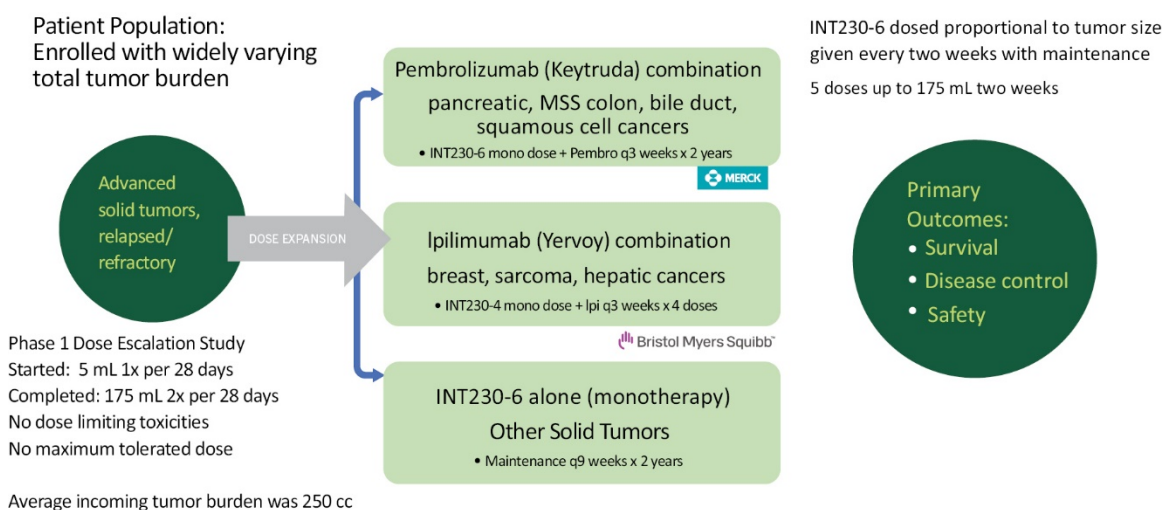 Patient Population:
Enrolled with widely varying
total tumor burden
Advanced
solid tumors,
relapsed/
refractory
DOSE EXPANSION
Phase 1 Dose Escalation Study
Started: 5 mL 1x per 28 days
Completed: 175 mL 2x per 28 days
No dose limiting toxicities
No maximum tolerated dose
Average incoming tumor burden was 250 cc
Pembrolizumab (Keytruda) combination
pancreatic, MSS colon, bile duct,
squamous cell cancers
• INT230-6 mono dose + Pembro q3 weeks x 2 years
MERCK
Ipilimumab (Yervoy) combination
breast, sarcoma, hepatic cancers
• INT230-4 mono dose + Ipi q3 weeks x 4 doses
Bristol Myers Squibb™
INT230-6 alone (monotherapy)
Other Solid Tumors
• Maintenance q9 weeks x 2 years
INT230-6 dosed proportional to tumor size
given every two weeks with maintenance
5 doses up to 175 mL two weeks
Primary
Outcomes:
• Survival
• Disease control
• Safety